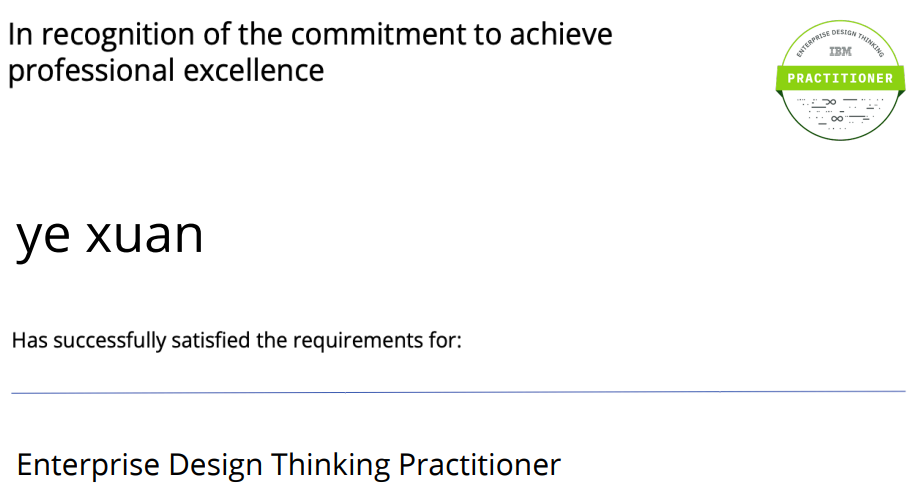 In recognition of the commitment to achieve
professional excellence
ENTERPRISE DESIGN THINKING
IBM
PRACTITIONER
ye xuan
Has successfully satisfied the requirements for:
Enterprise Design Thinking Practitioner